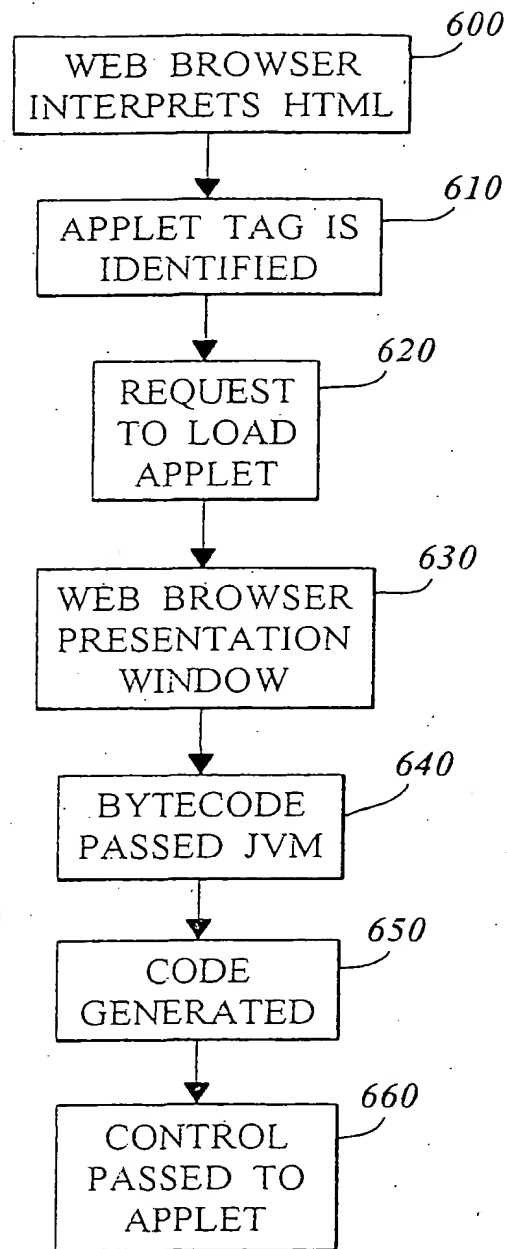 600
WEB BROWSER
INTERPRETS HTML
610
APPLET TAG IS
IDENTIFIED
620
REQUEST
TO LOAD
APPLET
630
WEB BROWSER
PRESENTATION
WINDOW
640
BYTECODE
PASSED JVM
650
CODE
GENERATED
660
CONTROL
PASSED TO
APPLET